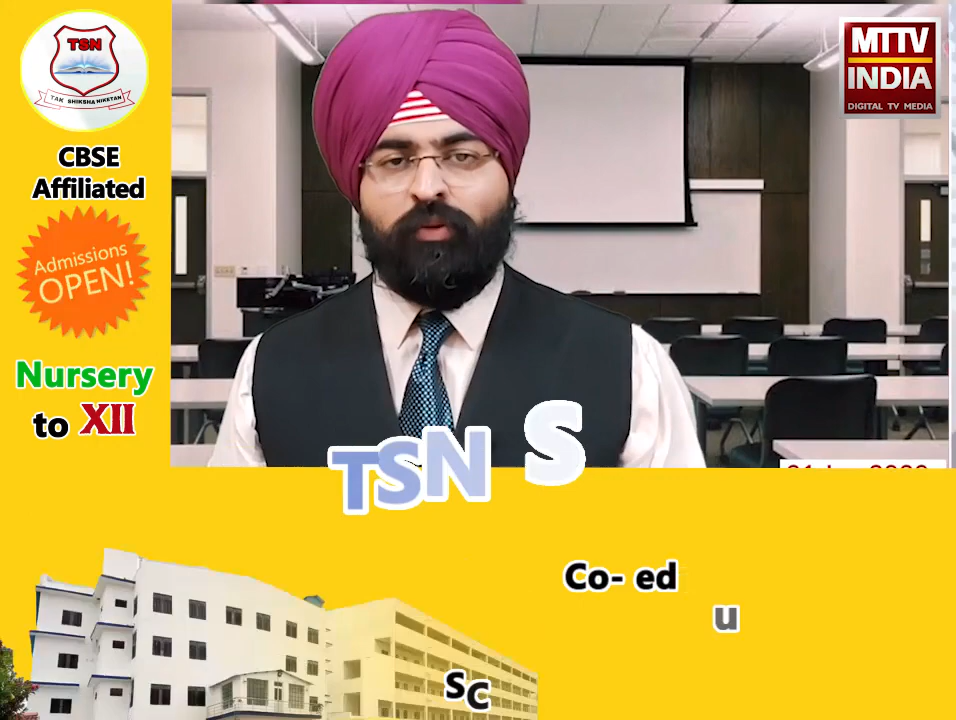 TSN
TAK SHIKSHA NIKETAN
CBSE
Affiliated
Admissions
OPEN!
Nursery
to XII
MTTV
INDIA
DIGITAL TV MEDIA
TSN S
Co- ed
u
Sc